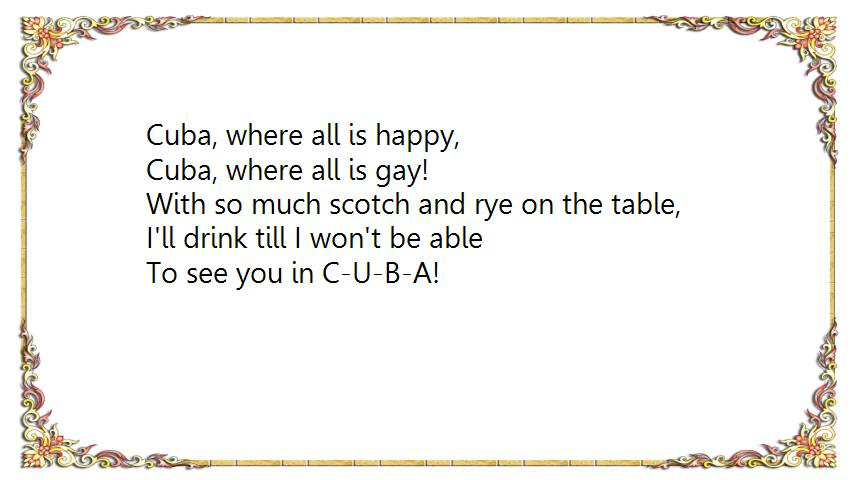 Cuba, where all is happy,
Cuba, where all is gay!
With so much scotch and rye on the table,
I'll drink till I won't be able
To see you in C-U-B-A!